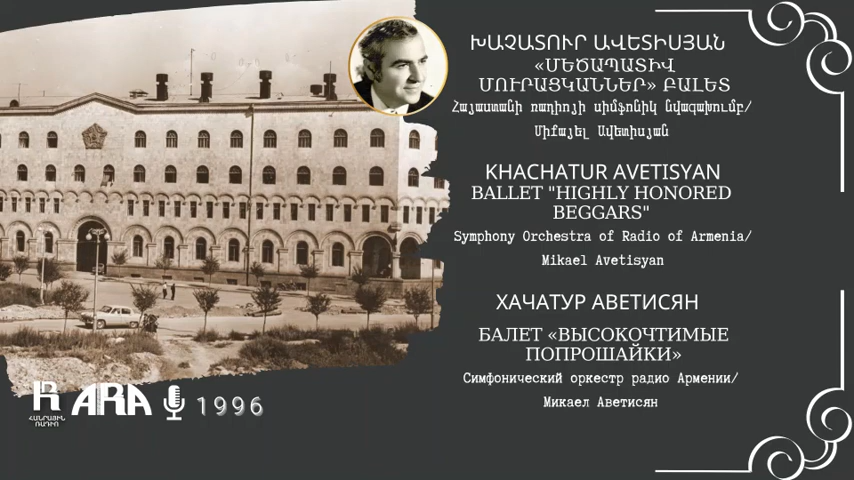 ԽԱՉԱՏՈՒՐ ԱՎԵՏԻՍՅԱՆ
«ՄԵԾԱՊԱՏԻՎ
ՄՈՒՐԱՑԿԱՆՆԵՐ» ԲԱԼԵՏ
Հայաստանի ռադիոյի սիմֆոնիկ նվագախումբ/
Միքայել Ավետիսյան
KHACHATUR AVETISYAN
BALLET "HIGHLY HONORED
BEGGARS"
Symphony Orchestra of Radio of Armenia/
Mikael Avetisyan
ХАЧАТУР АВЕТИСЯН
БАЛЕТ «ВЫСОКОЧТИМЫЕ
ПОПРОШАЙКИ»
Симфонический оркестр радио Армении/
Микаел Аветисян
ՀԱՆՐԱՅԻՆ
ՌԱԴԻՈ
ARA
1996